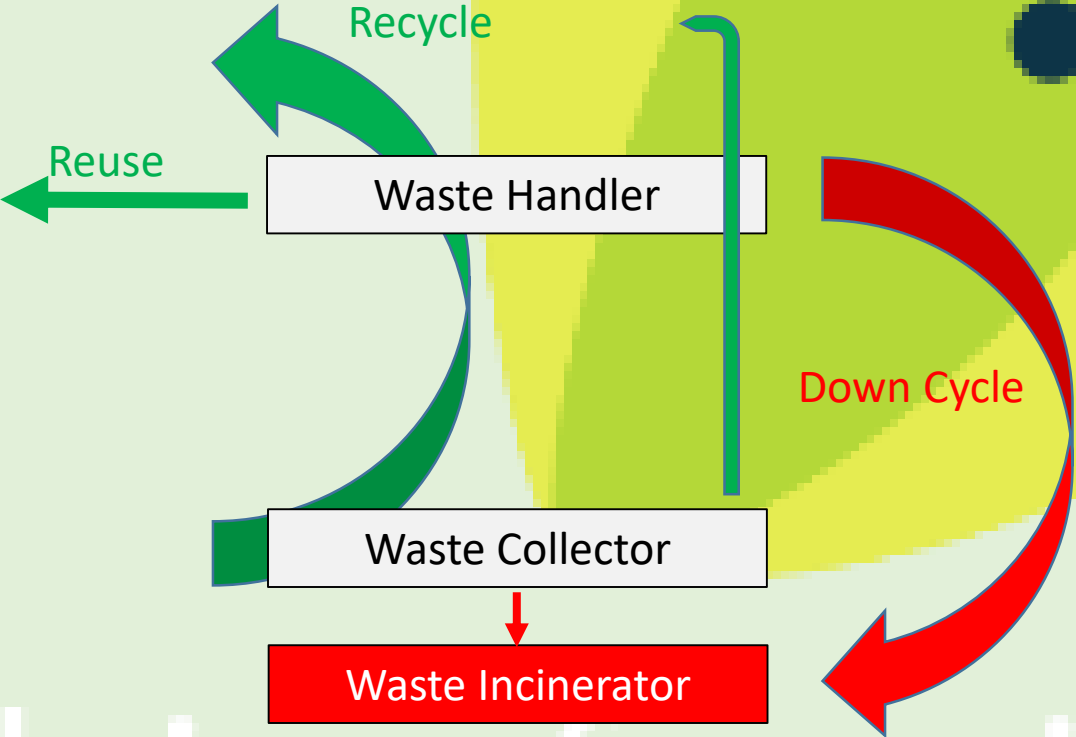 Recycle
Reuse
Waste Handler
Down Cycle
Waste Collector
Waste Incinerator